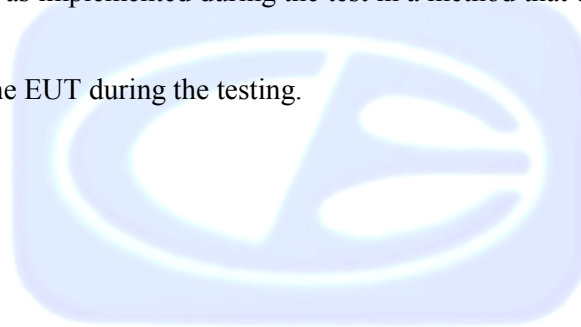 as implemented during the test in a method that
he EUT during the testing.